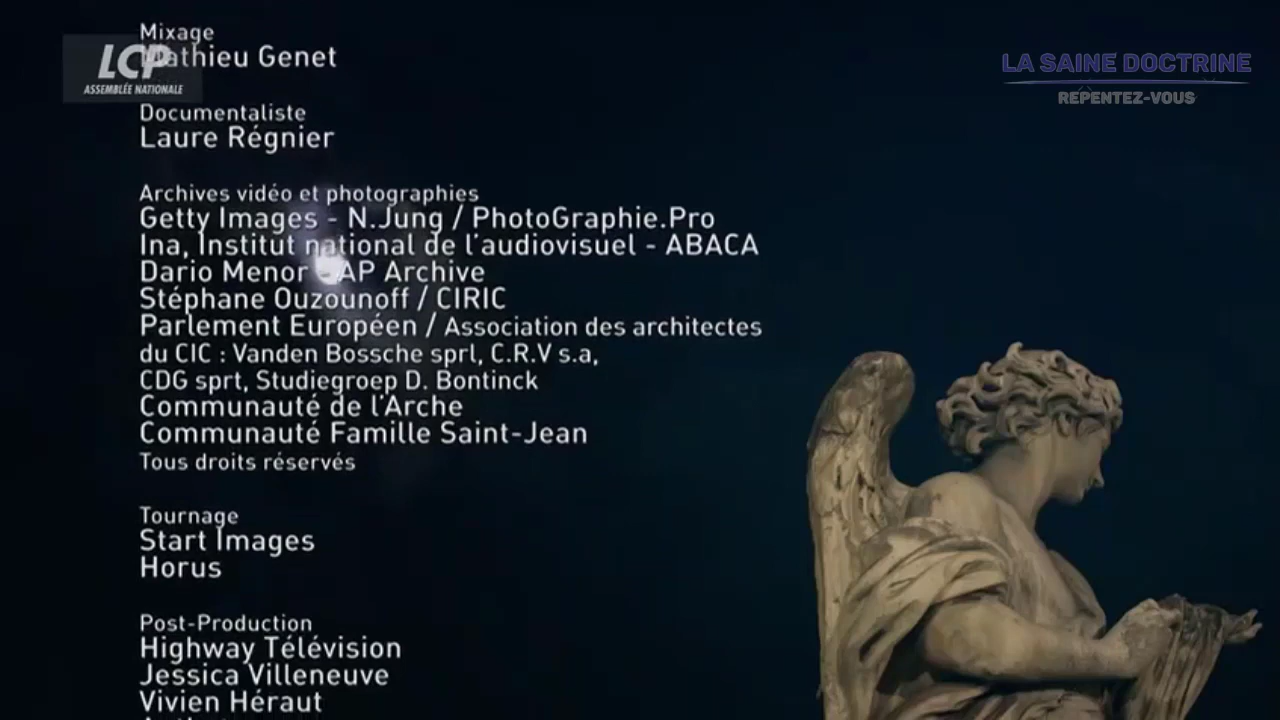 Mixage
Mathieu Genet
LCP
ASSEMBLÉE NATIONALE
LA SAINE DOCTRINE
REPENTEZ-VOUS
Documentaliste
Laure Régnier
Archives vidéo et photographies
Getty Images - N.Jung / PhotoGraphie.Pro
Ina, Institut national de l'audiovisuel - ABACA
Dario Menor - AP Archive
Stéphane Ouzounoff / CIRIC
Parlement Européen / Association des architectes
du CIC : Vanden Bossche sprl, C.R.V s.a,
CDG sprt, Studiegroep D. Bontinck
Communauté de l'Arche
Communauté Famille Saint-Jean
Tous droits réservés
Tournage
Start Images
Horus
Post-Production
Highway Télévision
Jessica Villeneuve
Vivien Héraut